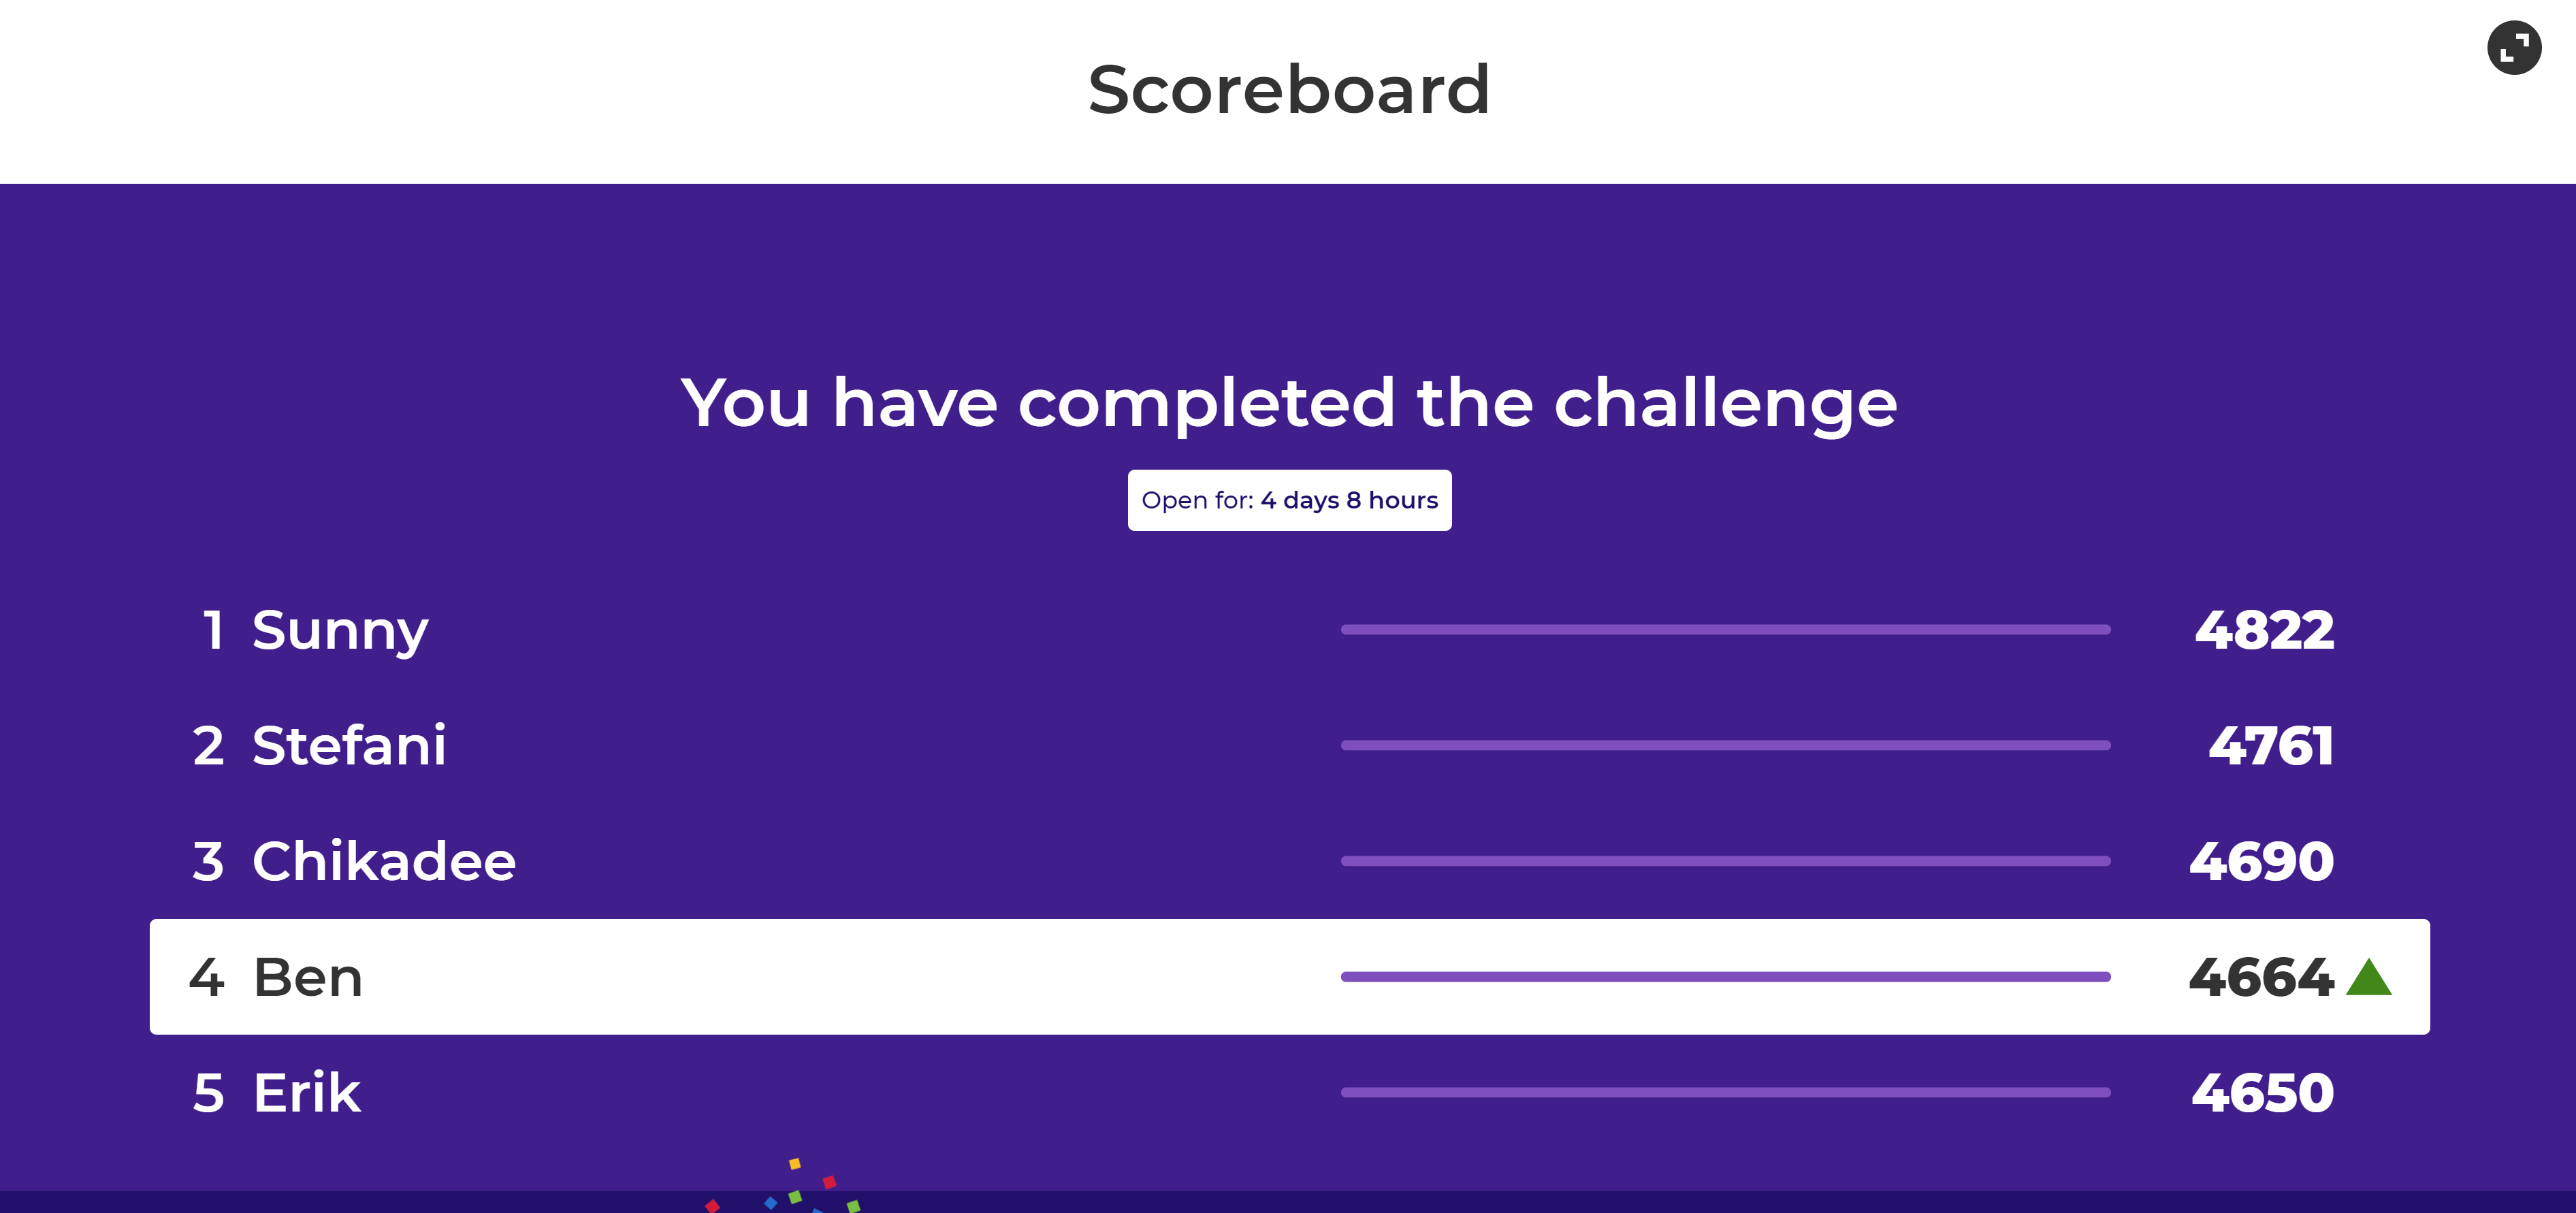 Scoreboard
You have completed the challenge
Open for: 4 days 8 hours
1 Sunny 4822
2 Stefani 4761
3 Chikadee 4690
4 Ben 4664
5 Erik 4650